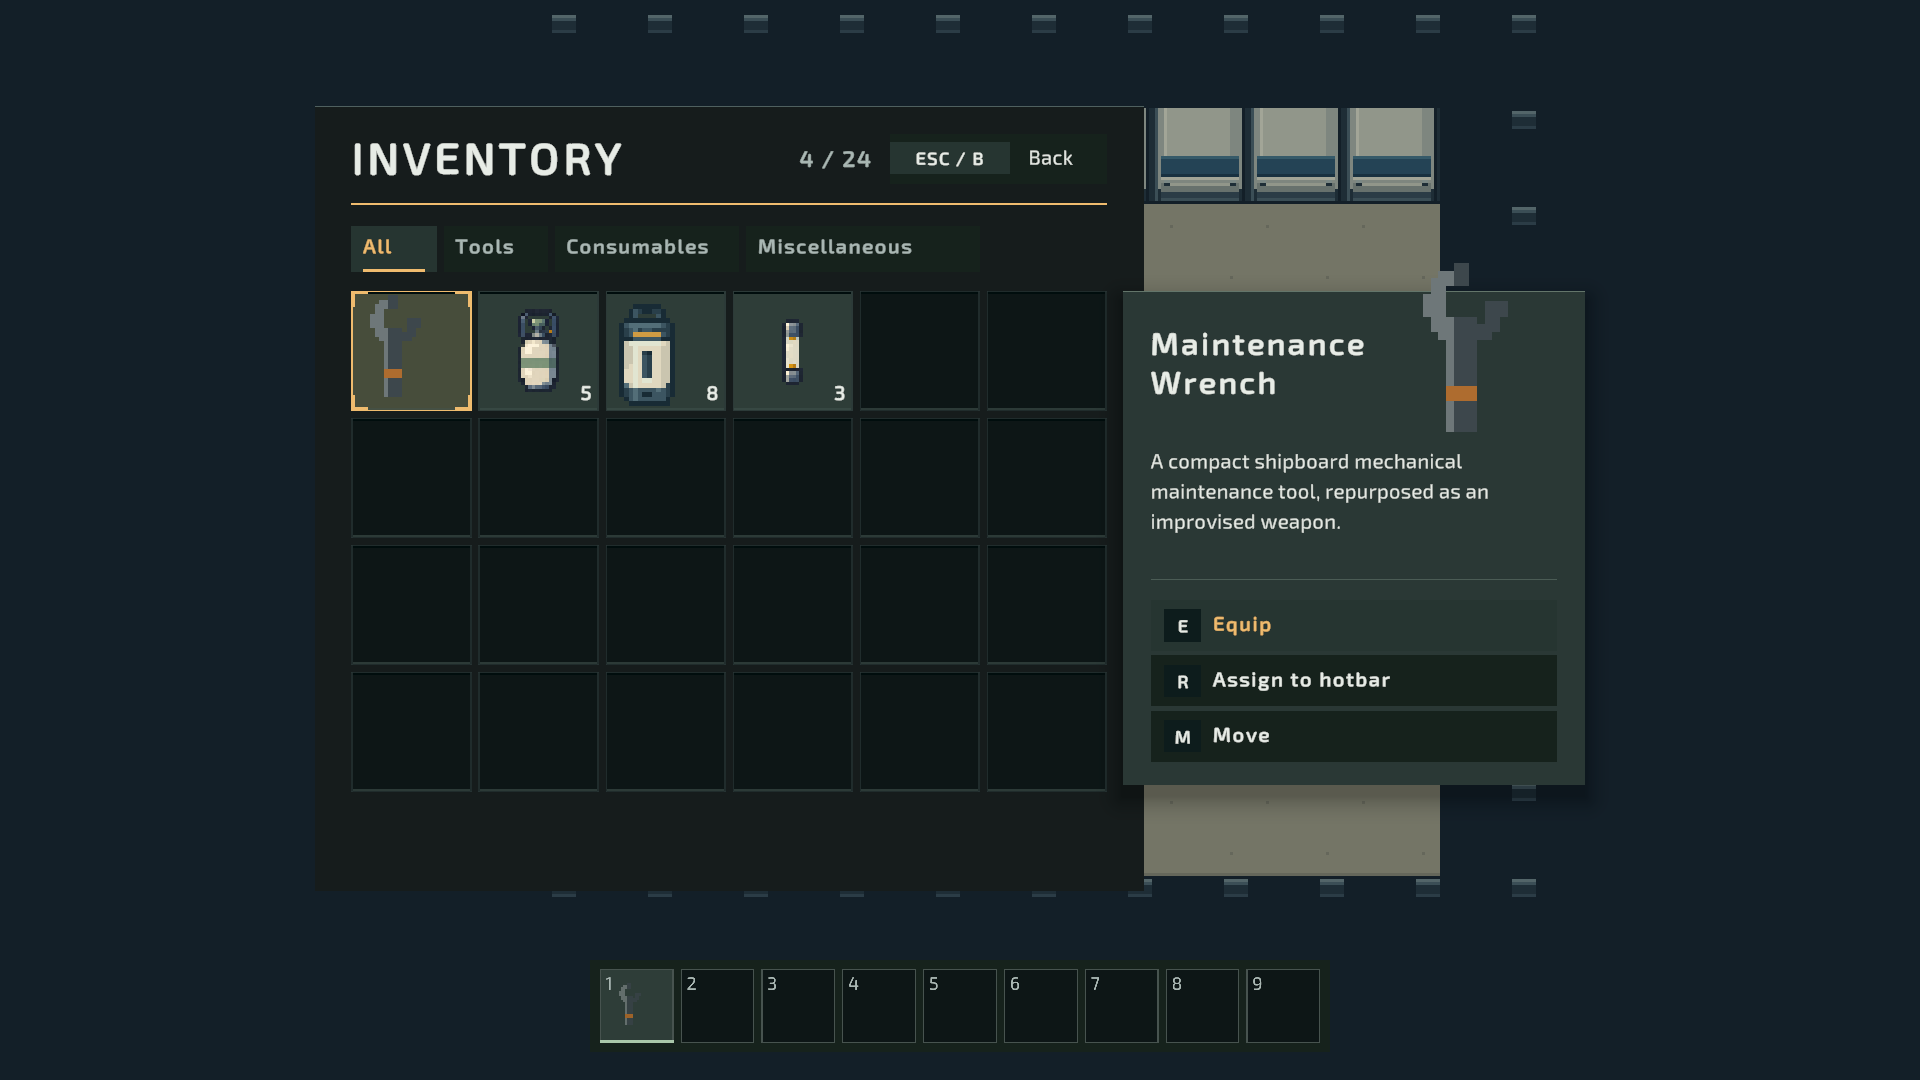 INVENTORY
4 / 24
ESC / B Back
All Tools Consumables Miscellaneous
5 8 3
Maintenance
Wrench
A compact shipboard mechanical
maintenance tool, repurposed as an
improvised weapon.
E Equip
R Assign to hotbar
M Move
1 2 3 4 5 6 7 8 9